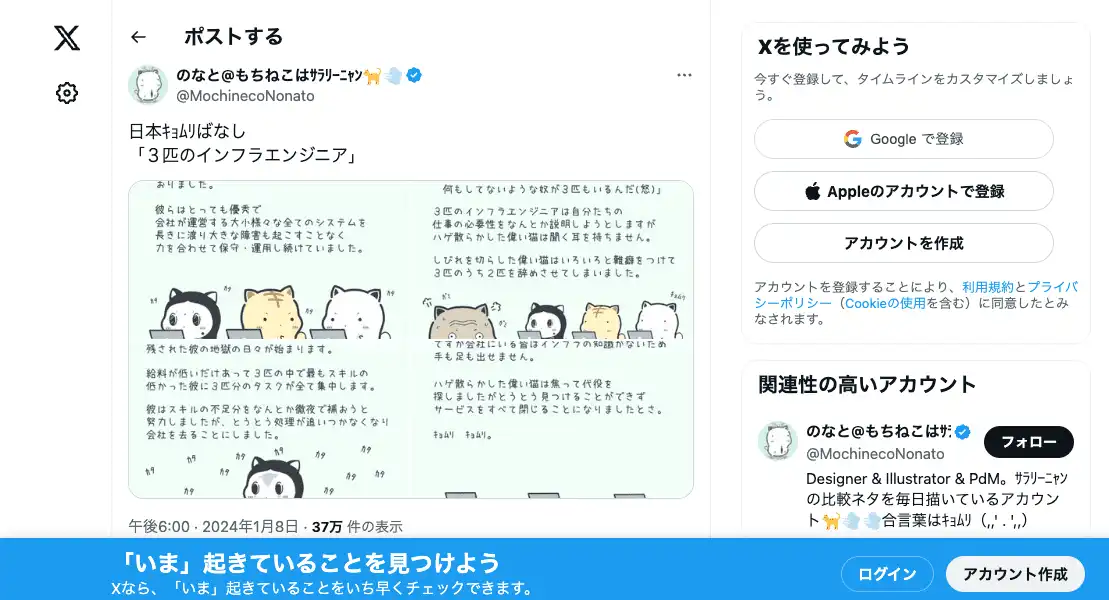 ポストする
のなと@もちねこはｻﾗﾘｰﾆｬﾝ🐈💨
@MochinecoNonato
日本ｷｮﾑﾘばなし
「３匹のインフラエンジニア」
おりました。
彼らはとっても優秀で
会社が運営する大小様々な全てのシステムを
長きに渡り大きな障害も起こすことなく
力を合わせて保守・運用し続けていました。
ｶﾀ
ｶﾀ
ｶﾀ
ｶﾀ
何もしてないような奴が３匹もいるんだ(怒)」
３匹のインフラエンジニアは自分たちの
仕事の必要性をなんとか説明しようとしますが
ハゲ散らかした偉い猫は聞く耳を持ちません。
しびれを切らした偉い猫はいろいろと難癖をつけて
３匹のうち２匹を辞めさせてしまいました。
ｷｮﾑﾘ
残された彼の地獄の日々が始まります。
給料が低いだけあって３匹の中で最もスキルの
低かった彼に３匹分のタスクが全て集中します。
彼はスキルの不足分をなんとか徹夜で補おうと
努力しましたが、とうとう処理が追いつかなくなり
会社を去ることにしました。
ｶﾀ
ｶﾀ
ｶﾀ
ｶﾀ
ｶﾀ
ｶﾀ
ｶﾀ
ｶﾀ
ｶﾀ
ｶﾀ
ですが会社にいる皆はインフラの知識がないため
手も足も出せません。
ハゲ散らかした偉い猫は焦って代役を
探しましたがとうとう見つけることができず
サービスをすべて閉じることになりましたとさ。
ｷｮﾑﾘ ｷｮﾑﾘ。
午後6:00 · 2024年1月8日 · 37万 件の表示
Xを使ってみよう
今すぐ登録して、タイムラインをカスタマイズしましょ
う。
Google で登録
Appleのアカウントで登録
アカウントを作成
アカウントを登録することにより、利用規約とプライバ
シーポリシー（Cookieの使用を含む）に同意したとみ
なされます。
関連性の高いアカウント
のなと@もちねこはｻﾗ
@MochinecoNonato
フォロー
Designer & Illustrator & PdM。ｻﾗﾘｰﾆｬﾝ
の比較ネタを毎日描いているアカウン
ト🐈💨💨合言葉はｷｮﾑﾘ（,,' . ',,）
「いま」起きていることを見つけよう
Xなら、「いま」起きていることをいち早くチェックできます。
ログイン
アカウント作成